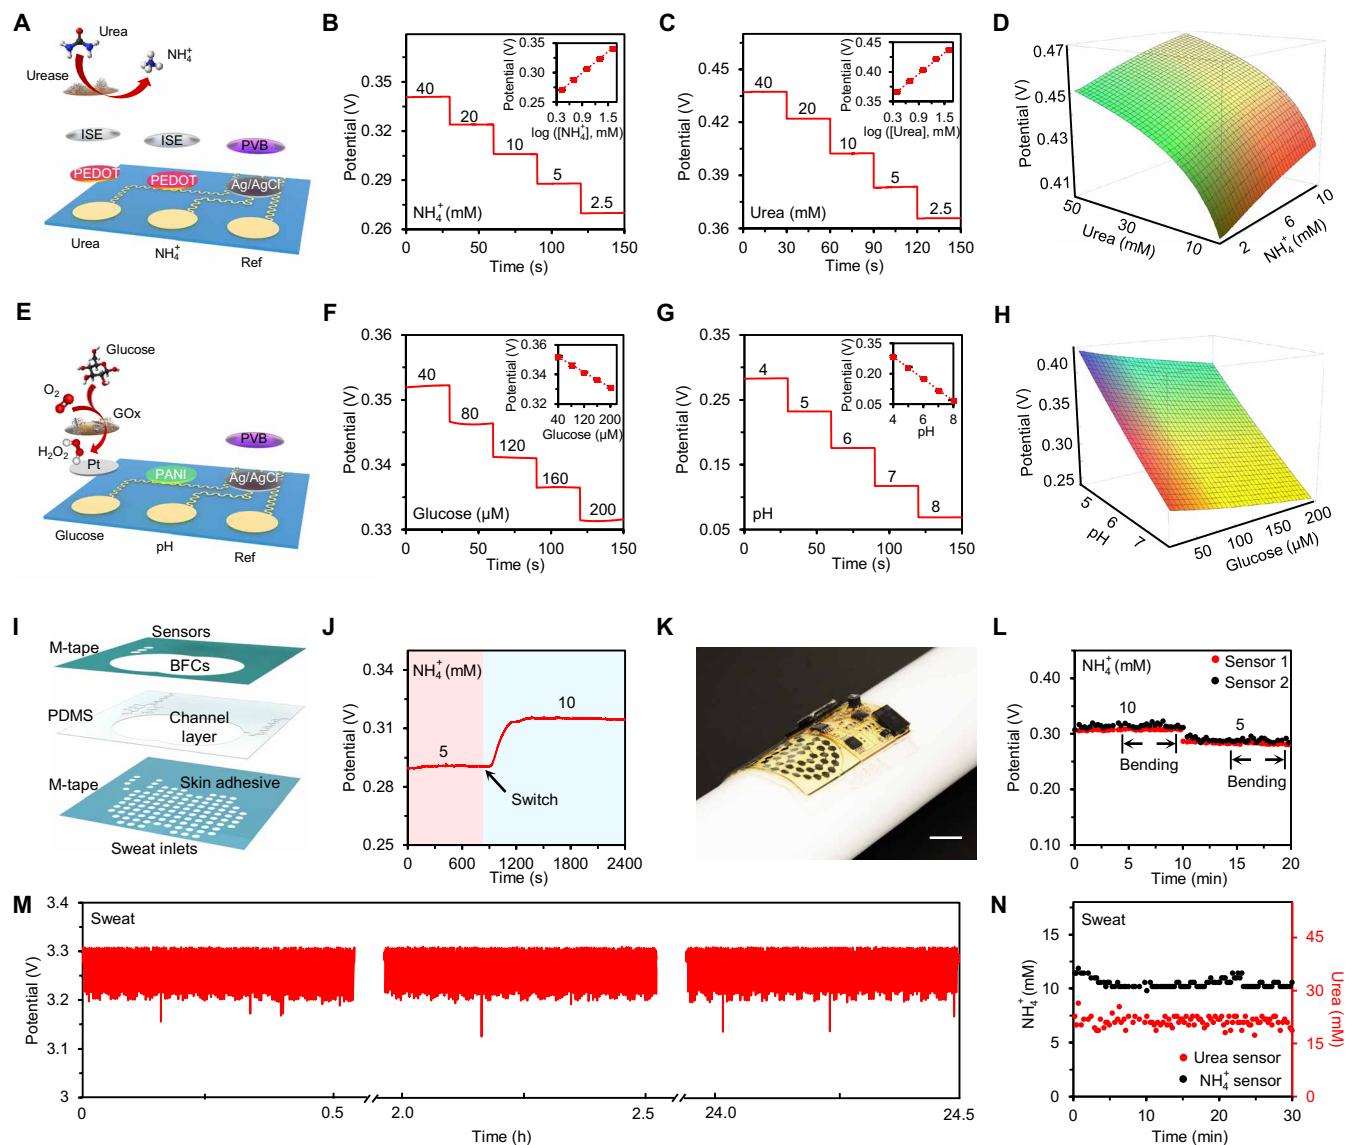 A
Urea
NH₄⁺
Urease
ISE
ISE
PVB
PEDOT
PEDOT
Ag/AgCl
Urea
NH₄⁺
Ref
B
Potential (V)
0.35
0.32
0.29
0.26
40
20
10
5
2.5
NH₄⁺ (mM)
0 50 100 150
Time (s)
Potential (V)
0.35
0.30
0.25
0.3 0.9 1.5
log ([NH₄⁺], mM)
C
Potential (V)
0.45
0.42
0.39
0.36
40
20
10
5
2.5
Urea (mM)
0 30 60 90 120 150
Time (s)
Potential (V)
0.45
0.40
0.35
0.3 0.9 1.5
log ([Urea], mM)
D
Potential (V)
0.47
0.45
0.43
0.41
50 30 10
Urea (mM)
2 6 10
NH₄⁺ (mM)
E
Glucose
O₂
GOx
H₂O₂
Pt
PVB
PANI
Ag/AgCl
Glucose
pH
Ref
F
Potential (V)
0.36
0.35
0.34
0.33
40
80
120
160
200
Glucose (µM)
0 50 100 150
Time (s)
Potential (V)
0.36
0.34
0.32
40 120 200
Glucose (µM)
G
Potential (V)
0.35
0.25
0.15
0.05
4
5
6
7
8
pH
0 50 100 150
Time (s)
Potential (V)
0.35
0.25
0.15
0.05
4 6 8
pH
H
Potential (V)
0.40
0.35
0.30
0.25
5 6 7
pH
50 100 150 200
Glucose (µM)
I
Sensors
M-tape
BFCs
PDMS
Channel
layer
M-tape
Skin adhesive
Sweat inlets
J
Potential (V)
0.34
0.31
0.28
0.25
NH₄⁺ (mM)
5
10
Switch
0 600 1200 1800 2400
Time (s)
K
L
Potential (V)
0.40
0.30
0.20
0.10
NH₄⁺ (mM)
Sensor 1
Sensor 2
10
5
Bending
Bending
0 5 10 15 20
Time (min)
M
Potential (V)
3.4
3.3
3.2
3.1
3
Sweat
0 0.5 2.0 2.5 24.0 24.5
Time (h)
N
NH₄⁺ (mM)
15
10
5
0
Sweat
Urea sensor
NH₄⁺ sensor
0 10 20 30
Time (min)
45
30
15
0
Urea (mM)